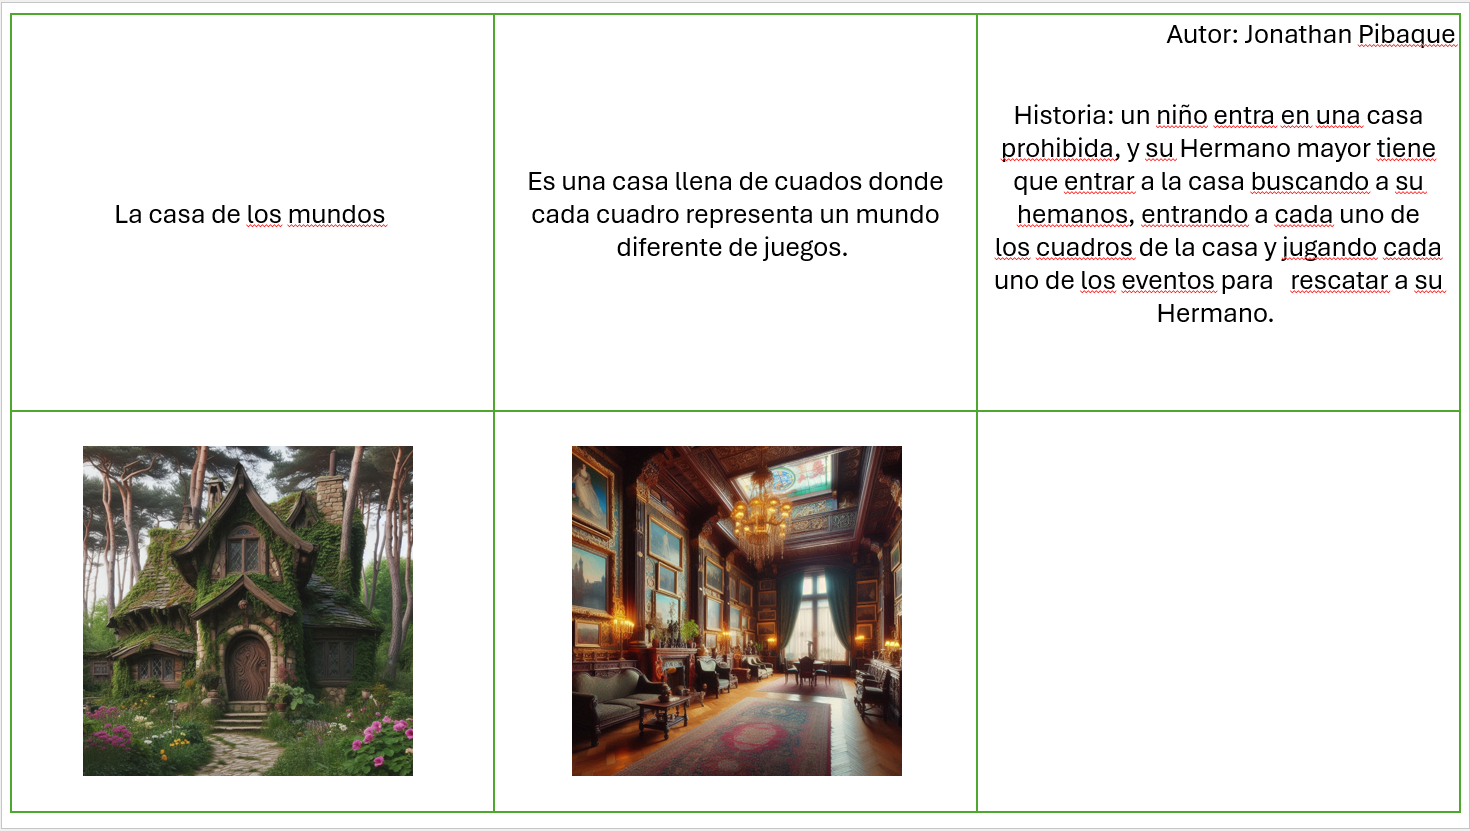 La casa de los mundos
Es una casa llena de cuados donde
cada cuadro representa un mundo
diferente de juegos.
Autor: Jonathan Pibaque
Historia: un niño entra en una casa
prohibida, y su Hermano mayor tiene
que entrar a la casa buscando a su
hemanos, entrando a cada uno de
los cuadros de la casa y jugando cada
uno de los eventos para rescatar a su
Hermano.